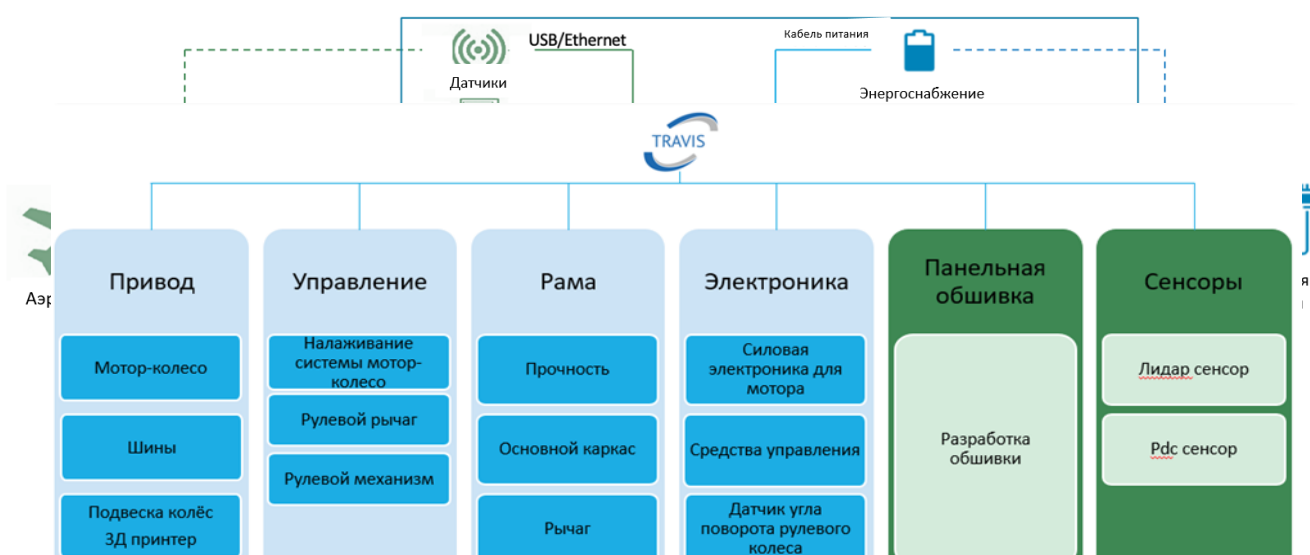 USB/Ethernet
Кабель питания
Датчики
Энергоснабжение
TRAVIS
Привод
Управление
Рама
Электроника
Панельная
обшивка
Сенсоры
Мотор-колесо
Шины
Подвеска колёс
3Д принтер
Налаживание
системы мотор-
колесо
Рулевой рычаг
Рулевой механизм
Прочность
Основной каркас
Рычаг
Силовая
электроника для
мотора
Средства управления
Датчик угла
поворота рулевого
колеса
Разработка
обшивки
Лидар сенсор
Pdc сенсор